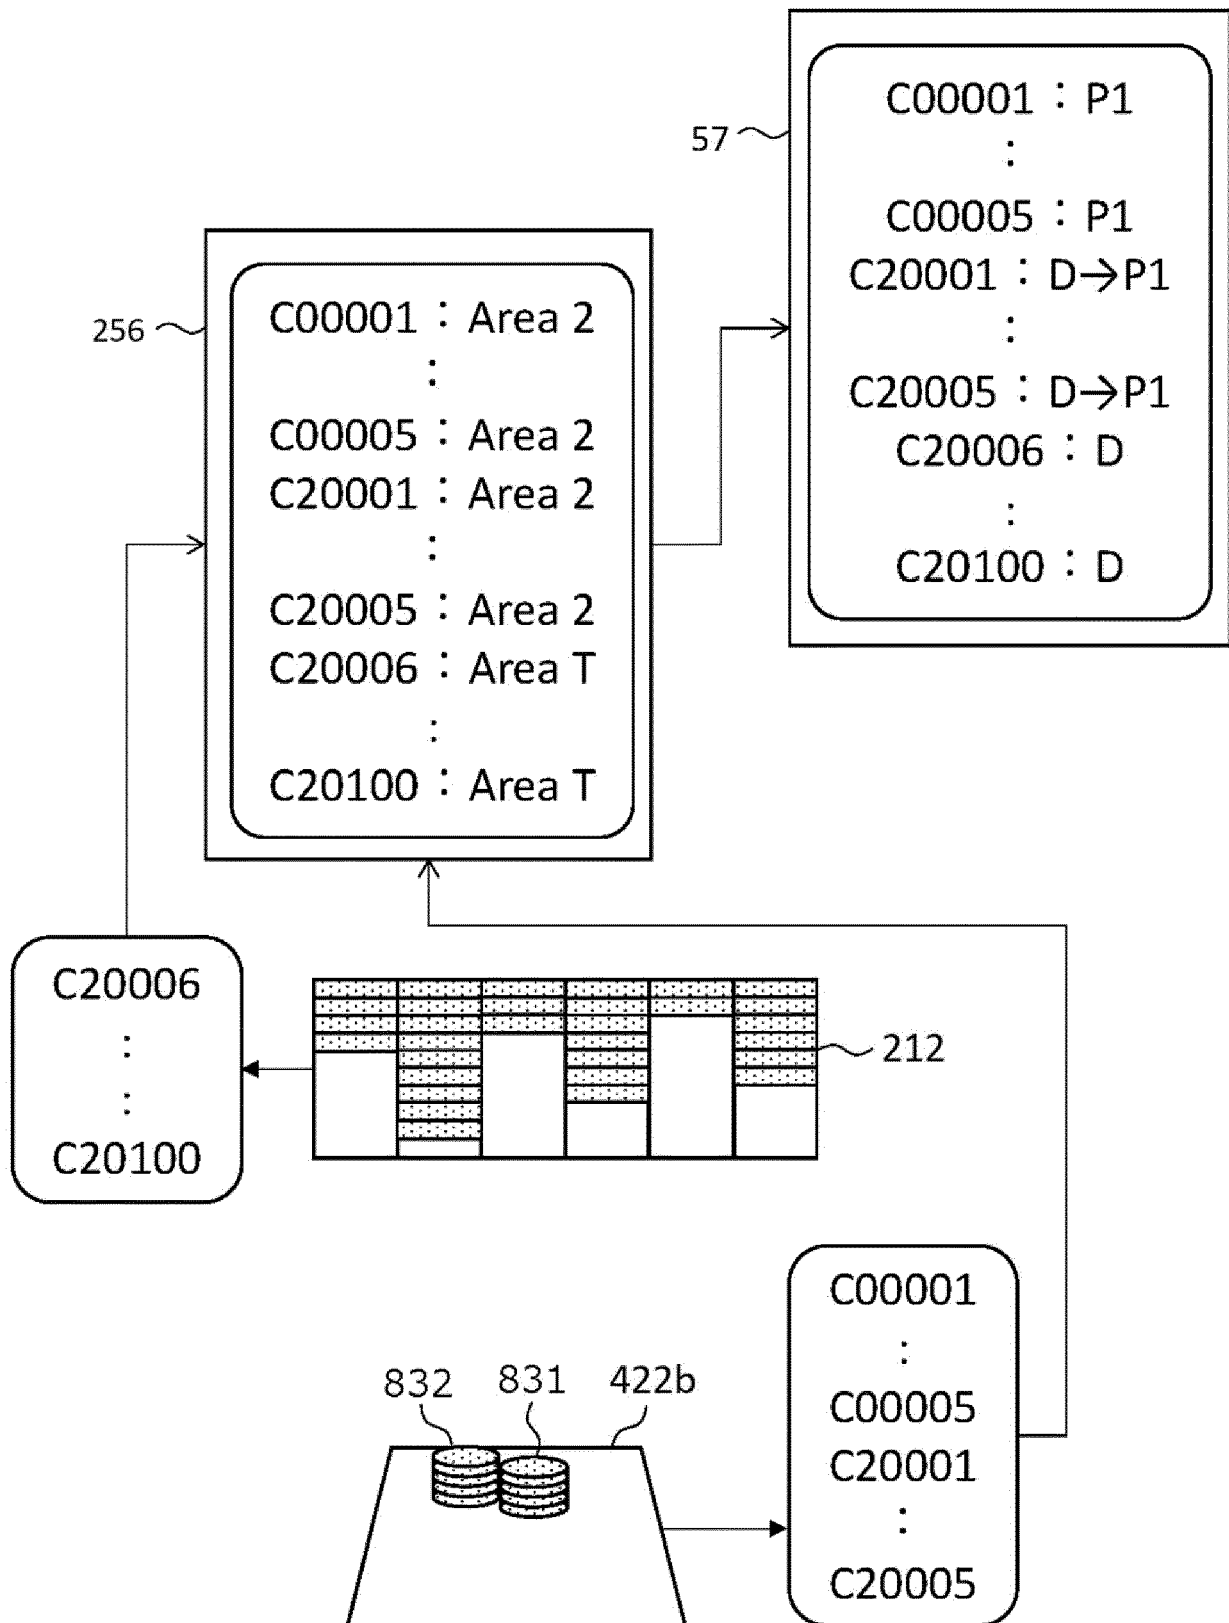 57
C00001 : P1
:
C00005 : P1
C20001 : D→P1
:
C20005 : D→P1
C20006 : D
:
C20100 : D
256
C00001 : Area 2
:
C00005 : Area 2
C20001 : Area 2
:
C20005 : Area 2
C20006 : Area T
:
C20100 : Area T
C20006
:
:
C20100
212
832
831
422b
C00001
:
C00005
C20001
:
C20005